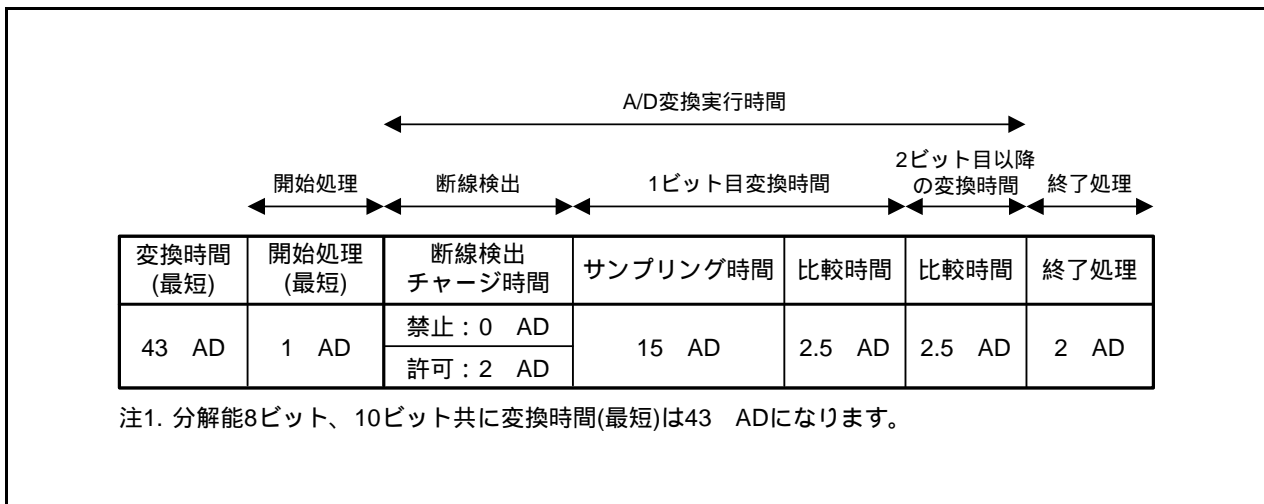 A/D変換実行時間
開始処理
断線検出
1ビット目変換時間
2ビット目以降
の変換時間
終了処理
変換時間
(最短)
開始処理
(最短)
断線検出
チャージ時間
サンプリング時間
比較時間
比較時間
終了処理
43 AD
1 AD
禁止：0 AD
許可：2 AD
15 AD
2.5 AD
2.5 AD
2 AD
注1. 分解能8ビット、10ビット共に変換時間(最短)は43 ADになります。